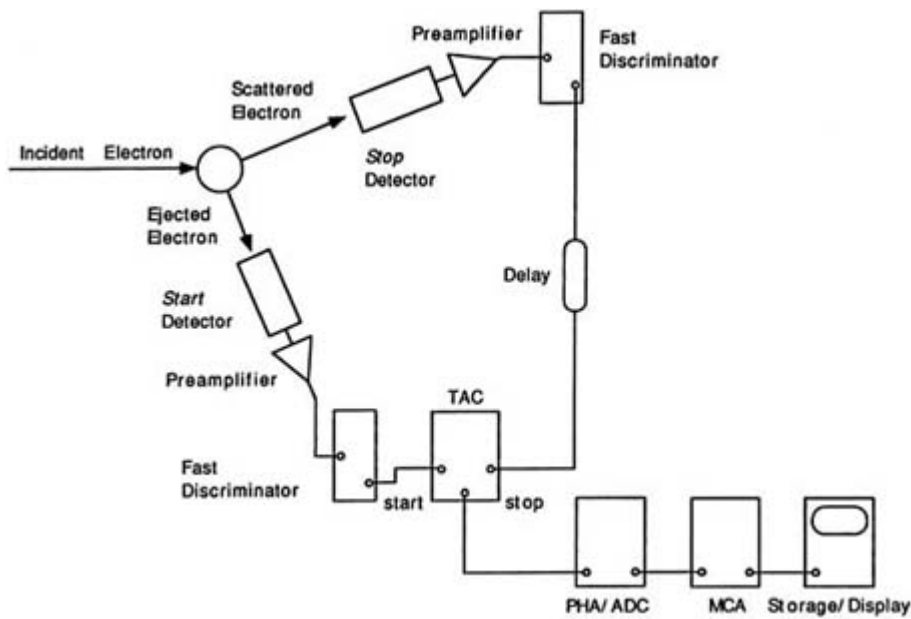 Preamplifier
Fast
Discriminator
Scattered
Electron
Stop
Detector
Incident Electron
Ejected
Electron
Delay
Start
Detector
Preamplifier
TAC
Fast
Discriminator
start
stop
PHA/ ADC
MCA
Storage/ Display